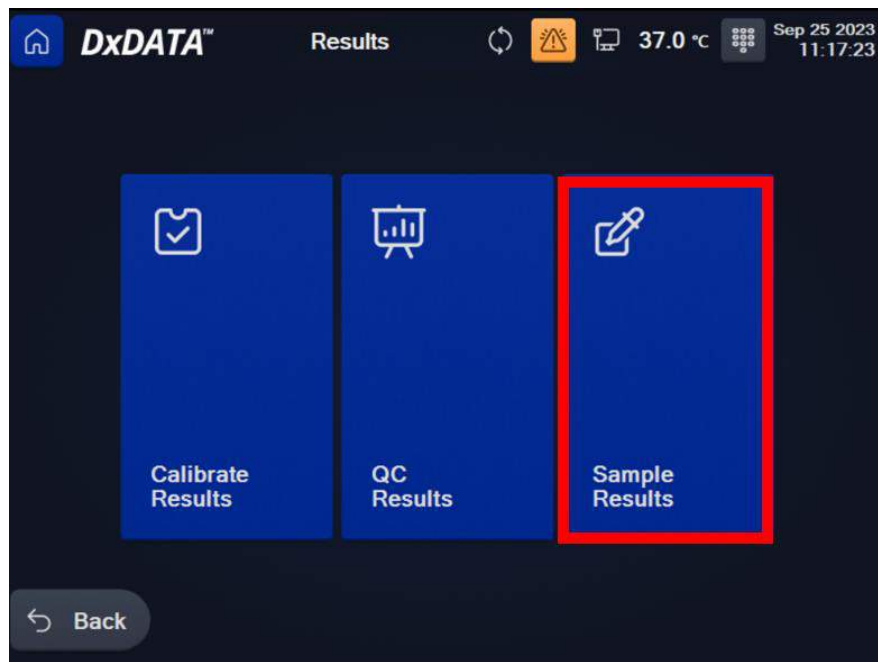 DxDATA™
Results
37.0 °C
Sep 25 2023
11:17:23
Calibrate
Results
QC
Results
Sample
Results
Back